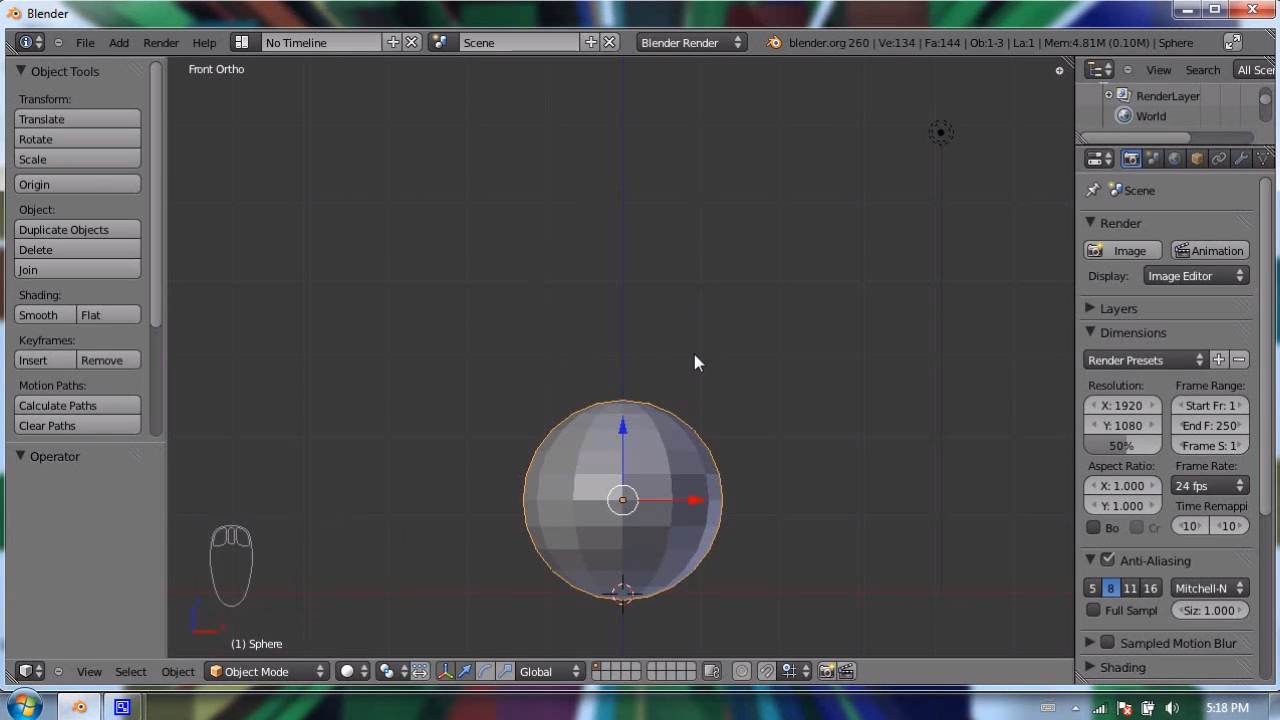 Blender
File Add Render Help No Timeline Scene Blender Render blender.org 260 | Ve:134 | Fa:144 | Ob:1-3 | La:1 | Mem:4.81M (0.10M) | Sphere
Object Tools
Transform:
Translate
Rotate
Scale
Origin
Object:
Duplicate Objects
Delete
Join
Shading:
Smooth Flat
Keyframes:
Insert Remove
Motion Paths:
Calculate Paths
Clear Paths
Operator
Front Ortho
(1) Sphere
View Select Object Object Mode Global
View Search All Scen
RenderLayer
World
Scene
Render
Image Animation
Display: Image Editor
Layers
Dimensions
Render Presets
Resolution: Frame Range:
X: 1920 Start Fr: 1
Y: 1080 End F: 250
50% Frame S: 1
Aspect Ratio: Frame Rate:
X: 1.000 24 fps
Y: 1.000 Time Remappi
Bo Cr 10 10
Anti-Aliasing
5 8 11 16 Mitchell-N
Full Sampl Siz: 1.000
Sampled Motion Blur
Shading
5:18 PM